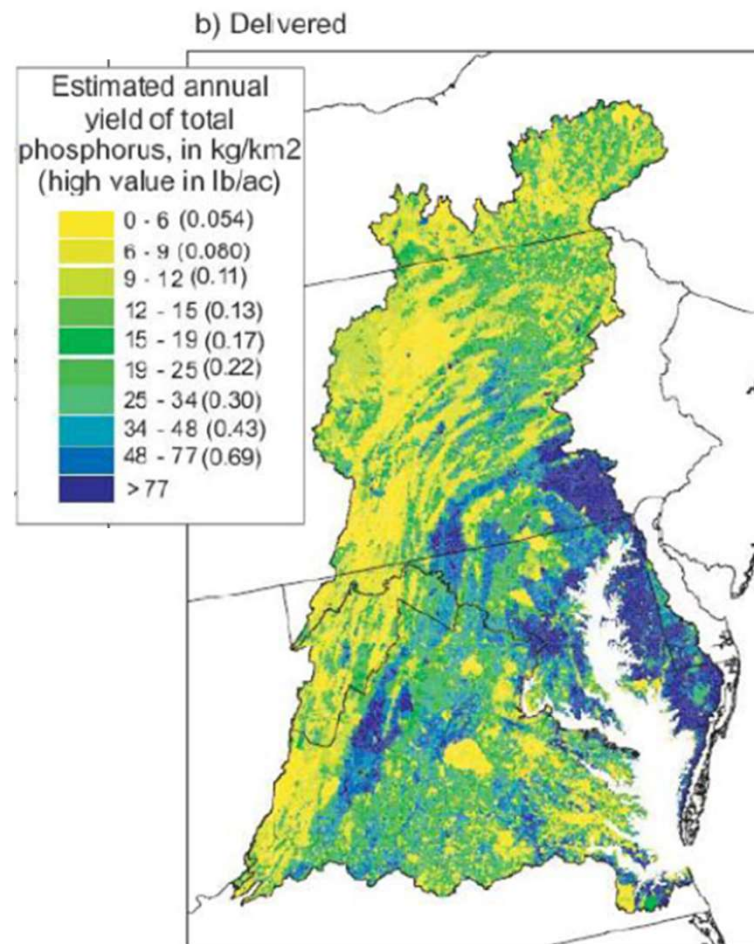 b) Delivered
Estimated annual
yield of total
phosphorus, in kg/km2
(high value in lb/ac)
0 - 6 (0.054)
6 - 9 (0.080)
9 - 12 (0.11)
12 - 15 (0.13)
15 - 19 (0.17)
19 - 25 (0.22)
25 - 34 (0.30)
34 - 48 (0.43)
48 - 77 (0.69)
> 77